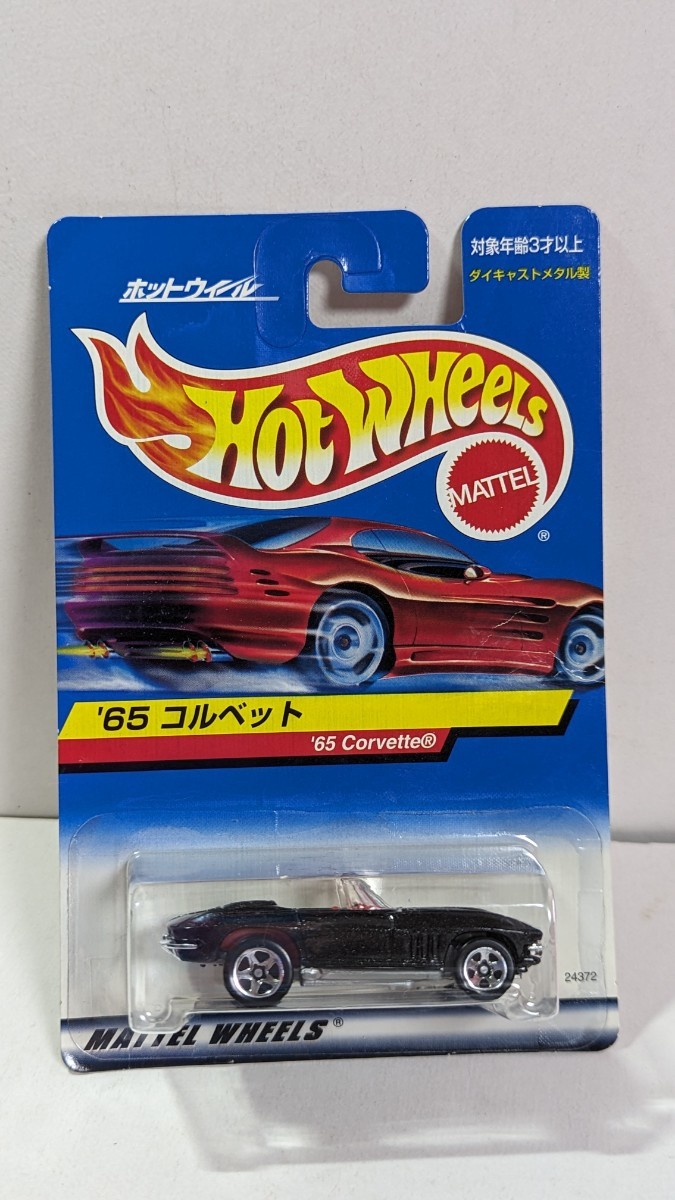 対象年齢3才以上
ダイキャストメタル製
ホットウィール
HOT WHEELS
MATTEL
®
'65 コルベット
'65 Corvette®
24372
MATTEL WHEELS®